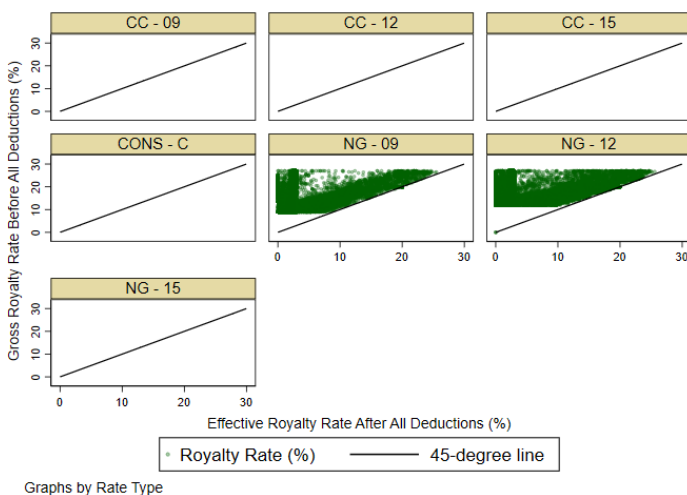 CC - 09
CC - 12
CC - 15
Gross Royalty Rate Before All Deductions (%)
0 10 20 30
CONS - C
NG - 09
NG - 12
0 10 20 30
0 10 20 30
0 10 20 30
NG - 15
0 10 20 30
0 10 20 30
Effective Royalty Rate After All Deductions (%)
Royalty Rate (%)
45-degree line
Graphs by Rate Type